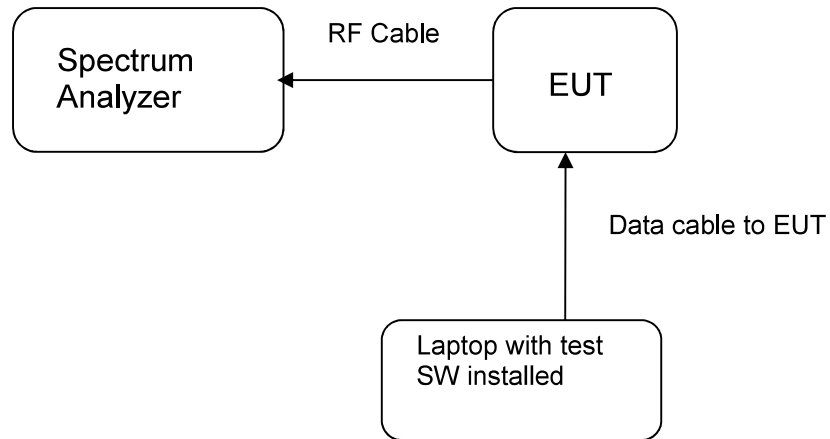 RF Cable
Spectrum
Analyzer
EUT
Data cable to EUT
Laptop with test
SW installed